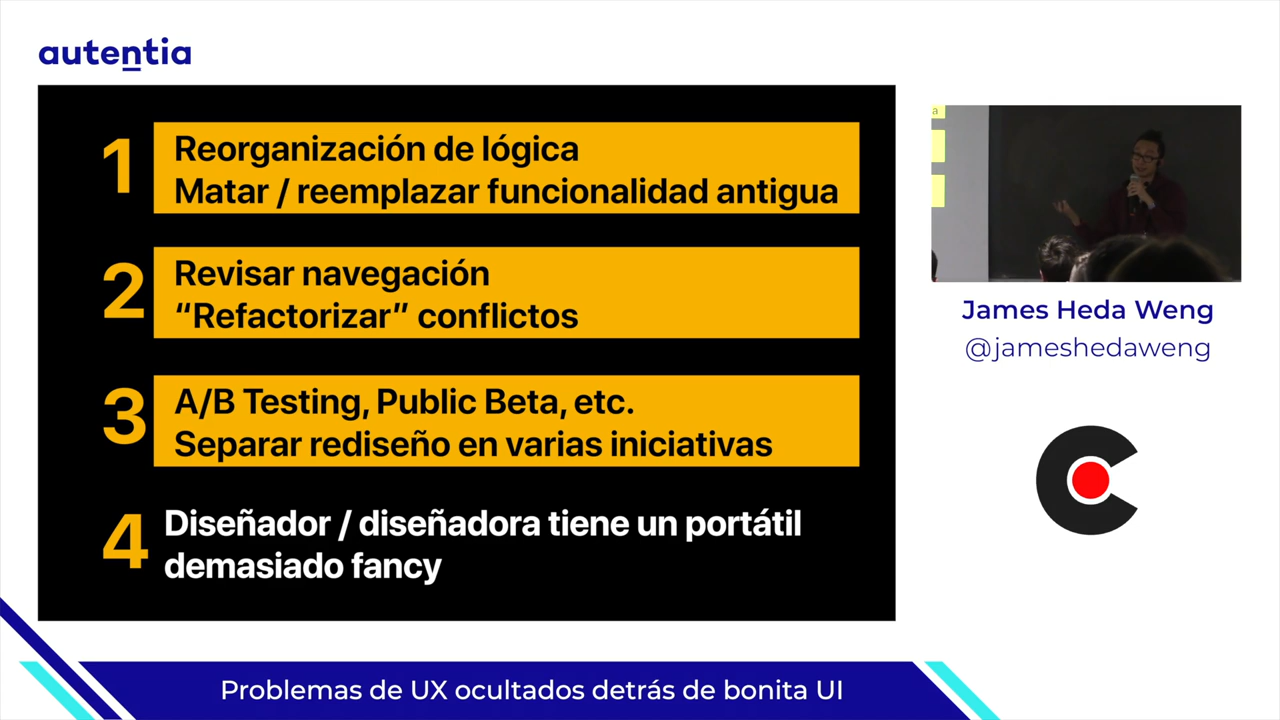 autentia
1
Reorganización de lógica
Matar / reemplazar funcionalidad antigua
2
Revisar navegación
“Refactorizar” conflictos
3
A/B Testing, Public Beta, etc.
Separar rediseño en varias iniciativas
4
Diseñador / diseñadora tiene un portátil
demasiado fancy
a
James Heda Weng
@jameshedaweng
Problemas de UX ocultados detrás de bonita UI